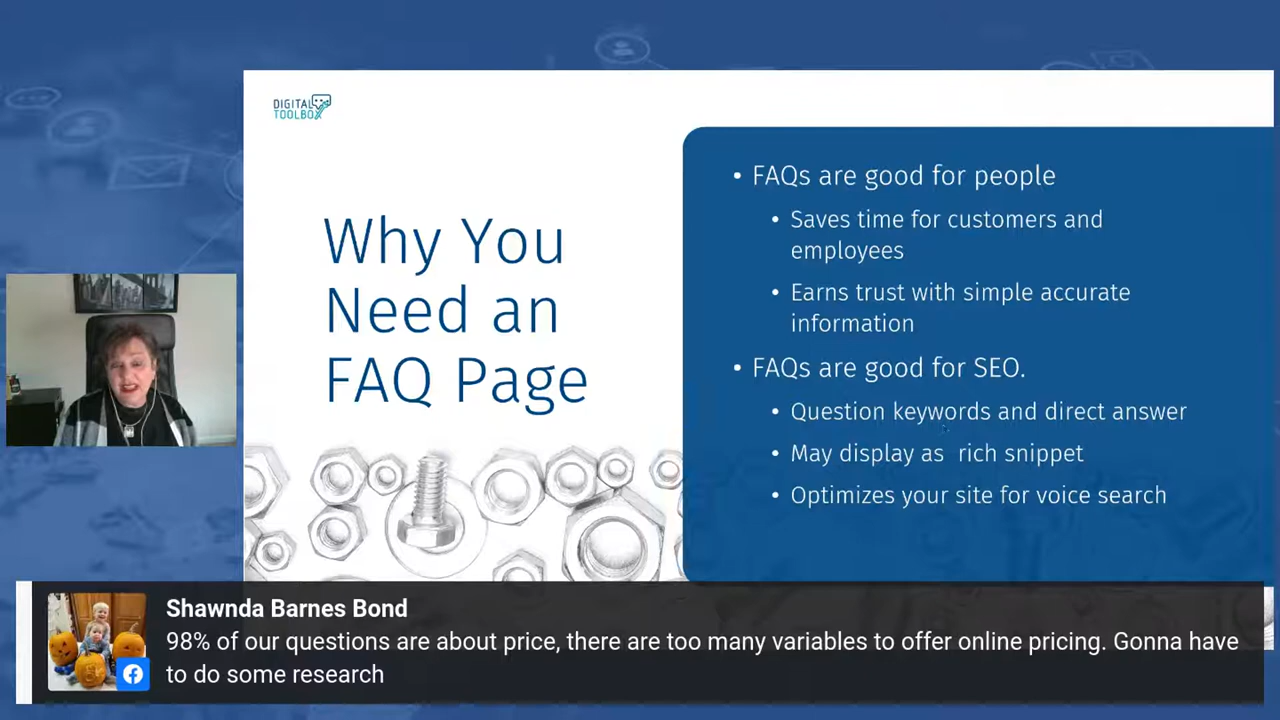 DIGITAL
TOOLBOX
Why You
Need an
FAQ Page
• FAQs are good for people
• Saves time for customers and
employees
• Earns trust with simple accurate
information
• FAQs are good for SEO.
• Question keywords and direct answer
• May display as  rich snippet
• Optimizes your site for voice search
Shawnda Barnes Bond
98% of our questions are about price, there are too many variables to offer online pricing. Gonna have
to do some research